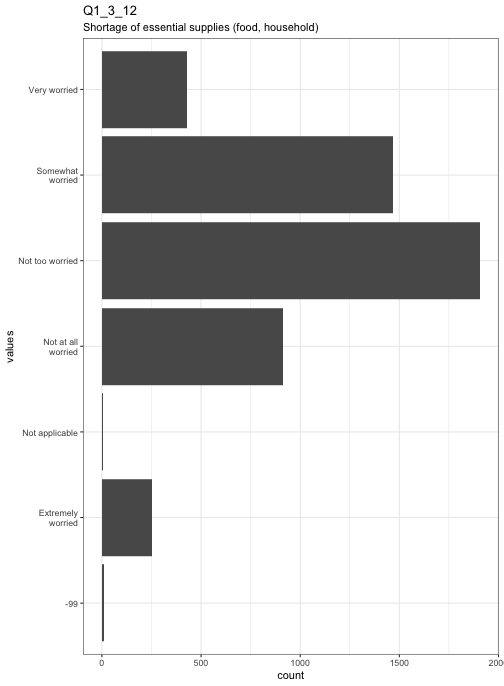 Q1_3_12
Shortage of essential supplies (food, household)
Very worried
Somewhat
worried
Not too worried
Not at all
worried
Not applicable
Extremely
worried
-99
values
0 500 1000 1500 200
count